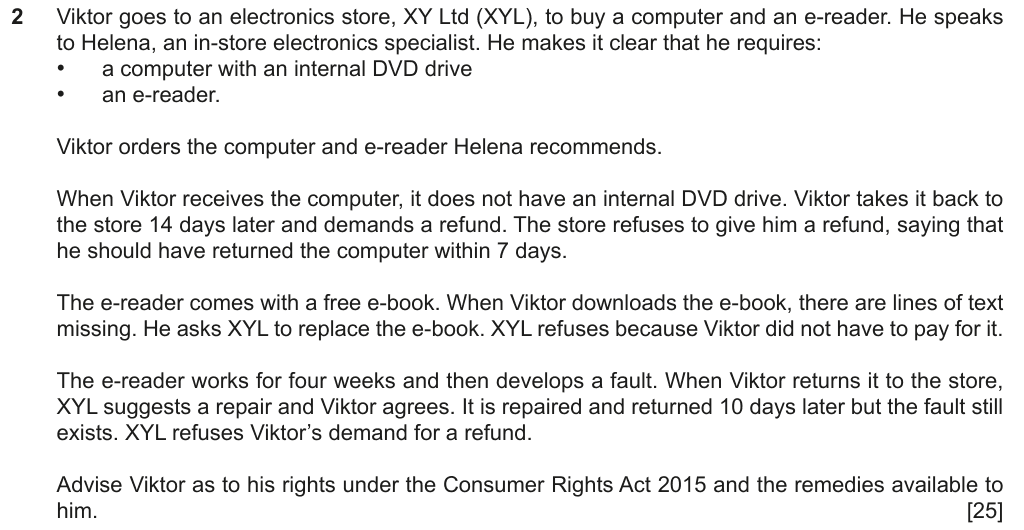 2 Viktor goes to an electronics store, XY Ltd (XYL), to buy a computer and an e-reader. He speaks
to Helena, an in-store electronics specialist. He makes it clear that he requires:
• a computer with an internal DVD drive
• an e-reader.
Viktor orders the computer and e-reader Helena recommends.
When Viktor receives the computer, it does not have an internal DVD drive. Viktor takes it back to
the store 14 days later and demands a refund. The store refuses to give him a refund, saying that
he should have returned the computer within 7 days.
The e-reader comes with a free e-book. When Viktor downloads the e-book, there are lines of text
missing. He asks XYL to replace the e-book. XYL refuses because Viktor did not have to pay for it.
The e-reader works for four weeks and then develops a fault. When Viktor returns it to the store,
XYL suggests a repair and Viktor agrees. It is repaired and returned 10 days later but the fault still
exists. XYL refuses Viktor's demand for a refund.
Advise Viktor as to his rights under the Consumer Rights Act 2015 and the remedies available to
him. [25]